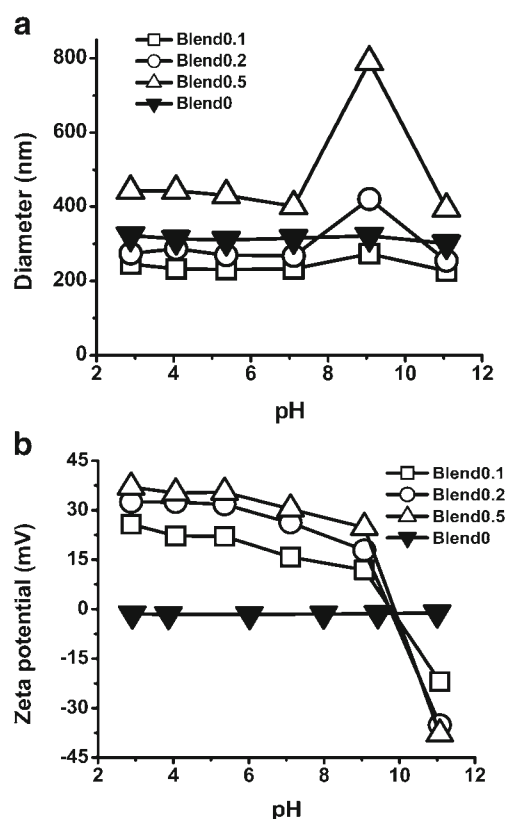 a
Blend0.1
Blend0.2
Blend0.5
Blend0
Diameter (nm)
800
600
400
200
0
2 4 6 8 10 12
pH
b
Blend0.1
Blend0.2
Blend0.5
Blend0
Zeta potential (mV)
45
30
15
0
-15
-30
-45
2 4 6 8 10 12
pH